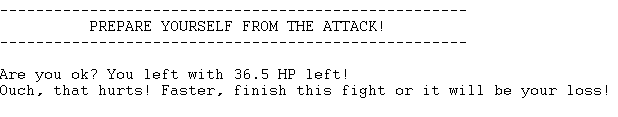 ----------------------------------------------------
PREPARE YOURSELF FROM THE ATTACK!
----------------------------------------------------
Are you ok? You left with 36.5 HP left!
Ouch, that hurts! Faster, finish this fight or it will be your loss!